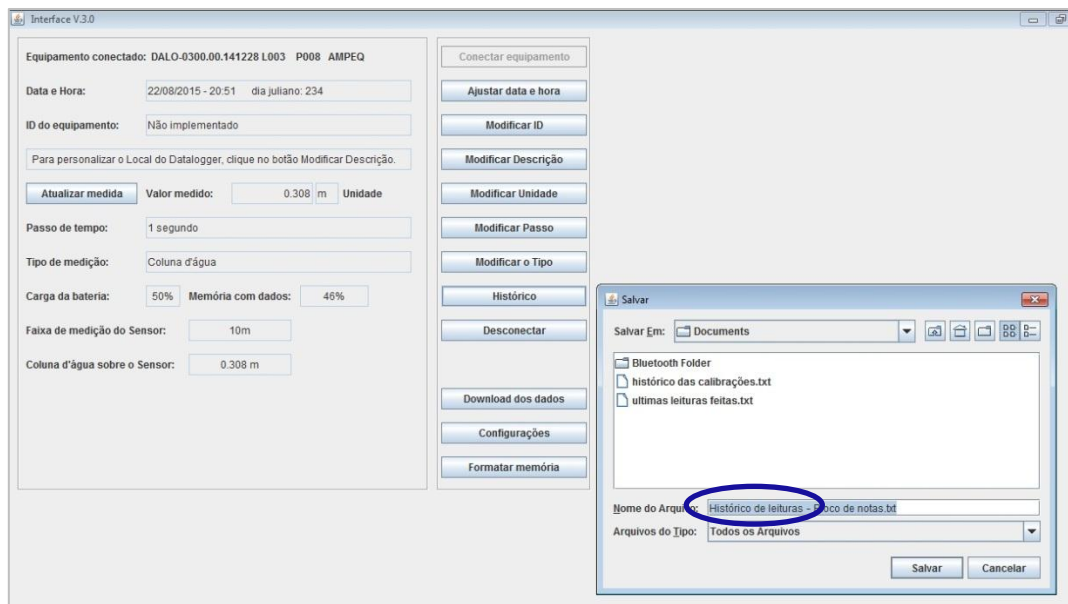 Interface V.3.0
Equipamento conectado: DALO-0300.00.141228 L003 P008 AMPEQ
Data e Hora: 22/08/2015 - 20:51 dia juliano: 234
ID do equipamento: Não implementado
Para personalizar o Local do Datalogger, clique no botão Modificar Descrição.
Atualizar medida Valor medido: 0.308 m Unidade
Passo de tempo: 1 segundo
Tipo de medição: Coluna d'água
Carga da bateria: 50% Memória com dados: 46%
Faixa de medição do Sensor: 10m
Coluna d'água sobre o Sensor: 0.308 m
Conectar equipamento
Ajustar data e hora
Modificar ID
Modificar Descrição
Modificar Unidade
Modificar Passo
Modificar o Tipo
Histórico
Desconectar
Download dos dados
Configurações
Formatar memória
Salvar
Salvar Em: Documents
Bluetooth Folder
histórico das calibrações.txt
ultimas leituras feitas.txt
Nome do Arquivo: Histórico de leituras - Bloco de notas.txt
Arquivos do Tipo: Todos os Arquivos
Salvar Cancelar